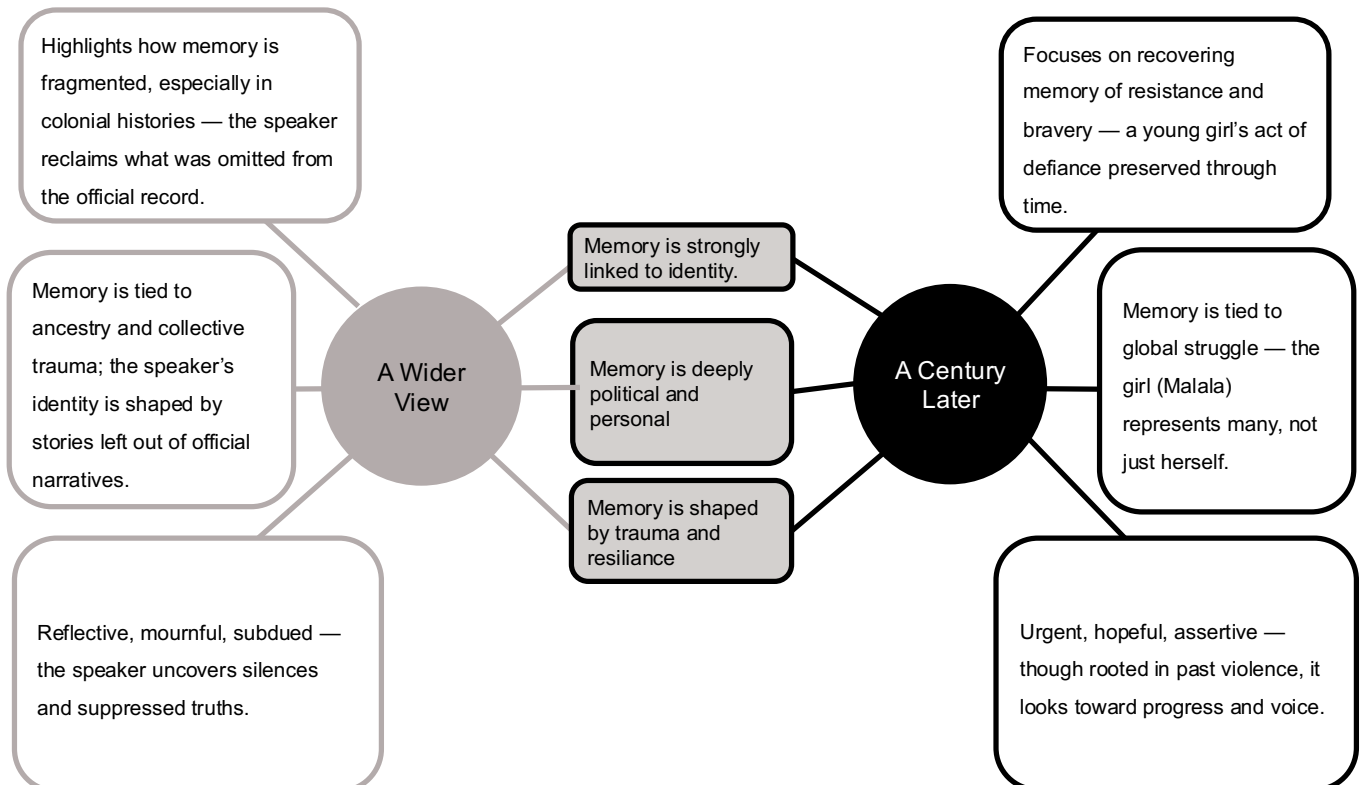 Highlights how memory is
fragmented, especially in
colonial histories — the speaker
reclaims what was omitted from
the official record.
Memory is tied to
ancestry and collective
trauma; the speaker’s
identity is shaped by
stories left out of official
narratives.
Reflective, mournful, subdued —
the speaker uncovers silences
and suppressed truths.
A Wider
View
Memory is strongly
linked to identity.
Memory is deeply
political and
personal
Memory is shaped
by trauma and
resiliance
A Century
Later
Focuses on recovering
memory of resistance and
bravery — a young girl’s act of
defiance preserved through
time.
Memory is tied to
global struggle — the
girl (Malala)
represents many, not
just herself.
Urgent, hopeful, assertive —
though rooted in past violence, it
looks toward progress and voice.